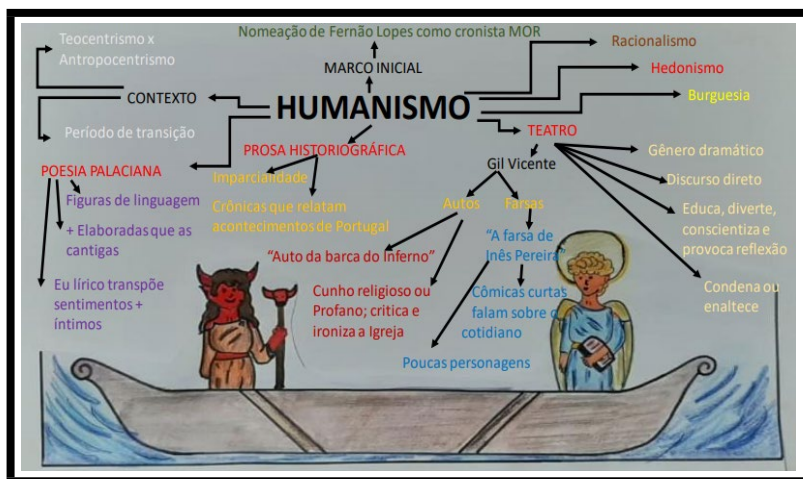 Nomeação de Fernão Lopes como cronista MOR
Teocentrismo x
Antropocentrismo
MARCO INICIAL
Racionalismo
Hedonismo
CONTEXTO
HUMANISMO
Burguesia
Período de transição
PROSA HISTORIOGRÁFICA
TEATRO
POESIA PALACIANA
Imparcialidade
Gil Vicente
Gênero dramático
Figuras de linguagem
Crônicas que relatam
acontecimentos de Portugal
Autos
Farsas
Discurso direto
+ Elaboradas que as
cantigas
Educa, diverte,
conscientiza e
provoca reflexão
"Auto da barca do Inferno"
"A farsa de
Inês Pereira"
Eu lírico transpõe
sentimentos +
íntimos
Cunho religioso ou
Profano; critica e
ironiza a Igreja
Cômicas curtas
falam sobre o
cotidiano
Condena ou
enaltece
Poucas personagens